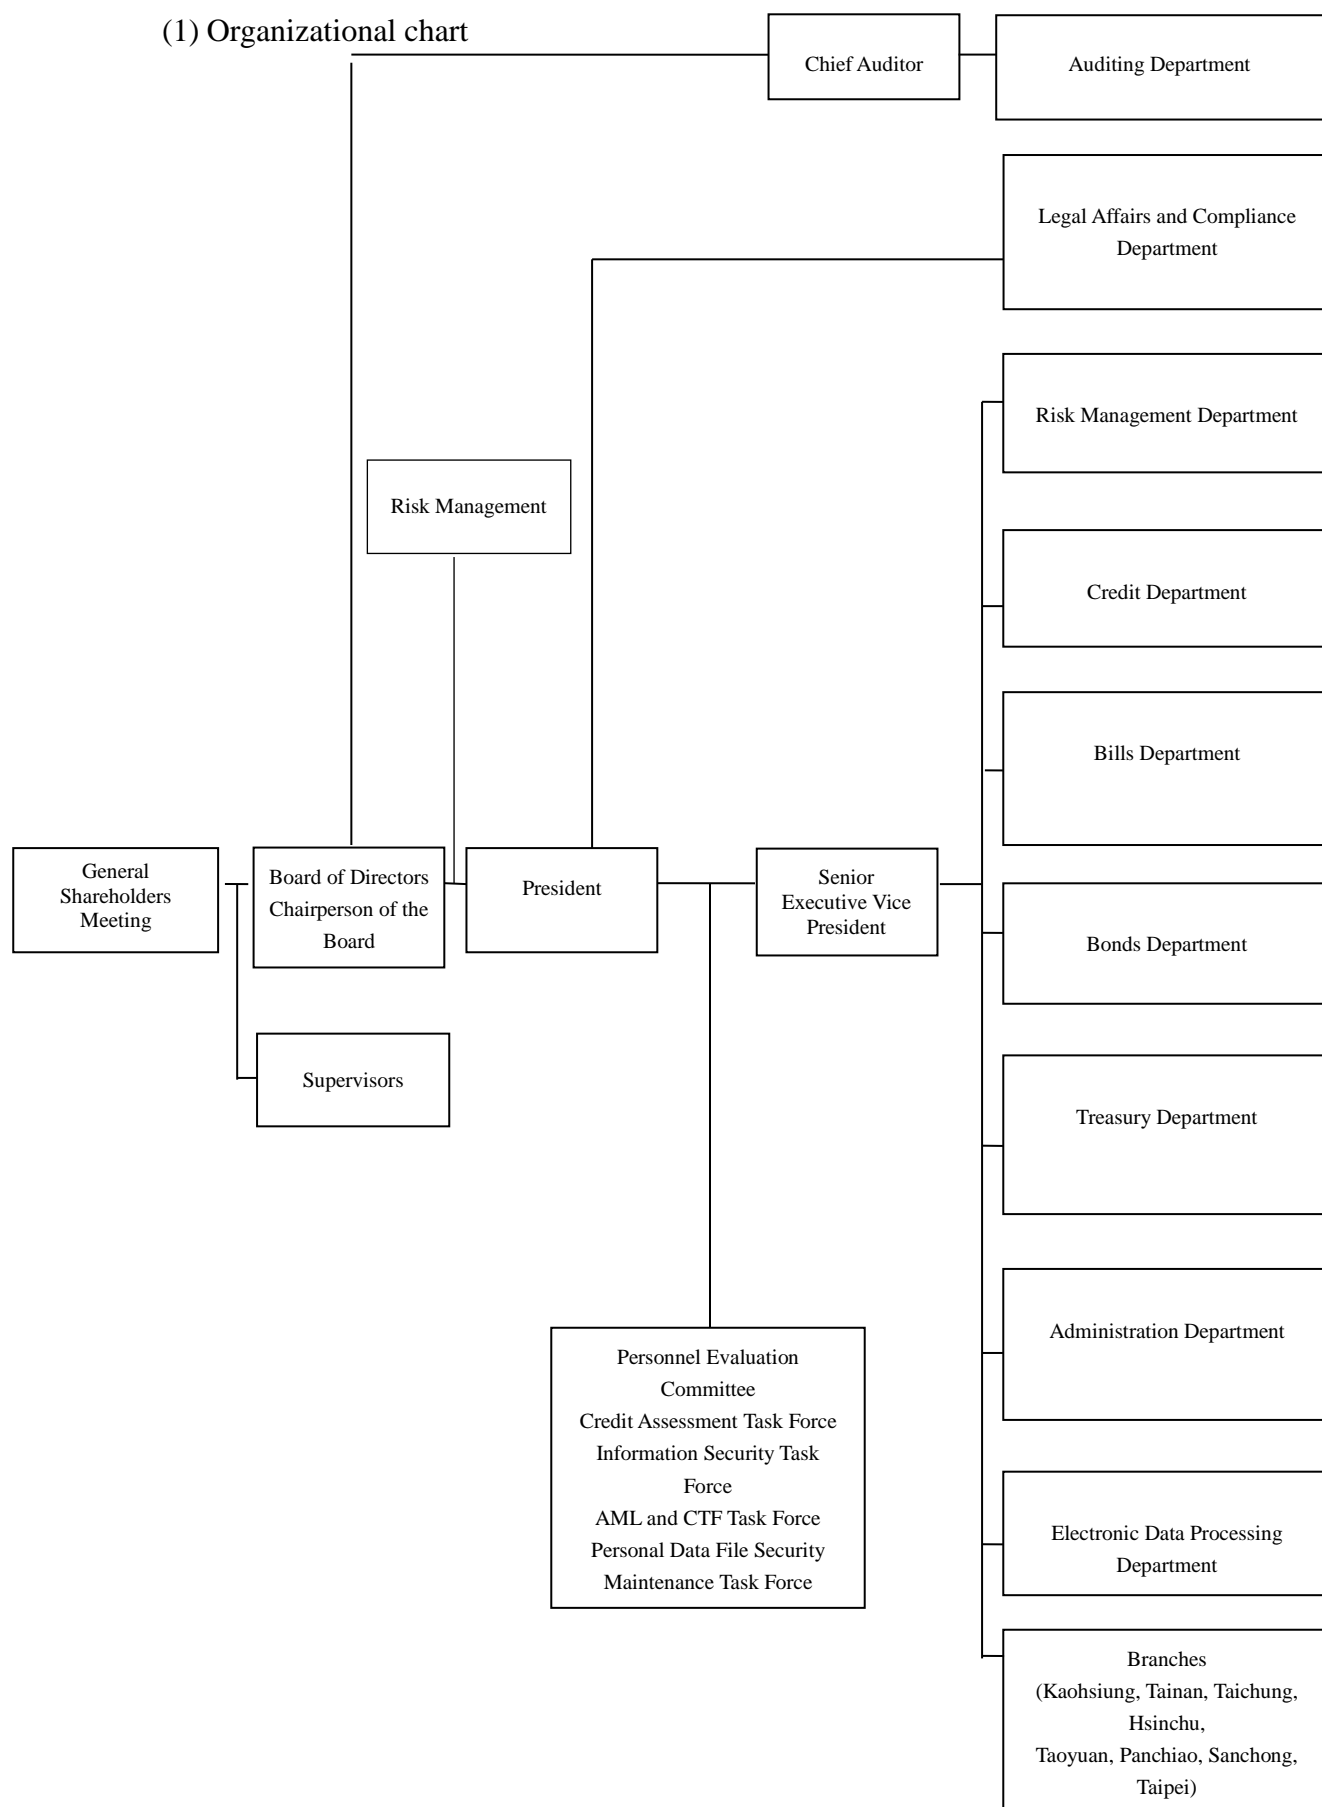 (1) Organizational chart
Chief Auditor
Auditing Department
Legal Affairs and Compliance
Department
Risk Management Department
Risk Management
Credit Department
Bills Department
General
Shareholders
Meeting
Board of Directors
Chairperson of the
Board
President
Senior
Executive Vice
President
Bonds Department
Supervisors
Treasury Department
Administration Department
Personnel Evaluation
Committee
Credit Assessment Task Force
Information Security Task
Force
AML and CTF Task Force
Personal Data File Security
Maintenance Task Force
Electronic Data Processing
Department
Branches
(Kaohsiung, Tainan, Taichung,
Hsinchu,
Taoyuan, Panchiao, Sanchong,
Taipei)